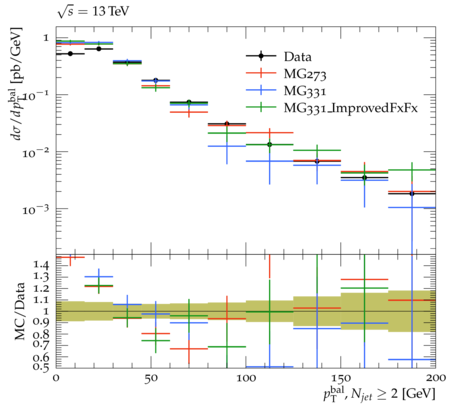 √s = 13 TeV
dσ/dp_T^bal [pb/GeV]
1
10^−1
10^−2
10^−3
Data
MG273
MG331
MG331_ImprovedFxFx
MC/Data
1.4
1.3
1.2
1.1
1
0.9
0.8
0.7
0.6
0.5
0 50 100 150 200
p_T^bal, N_jet ≥ 2 [GeV]